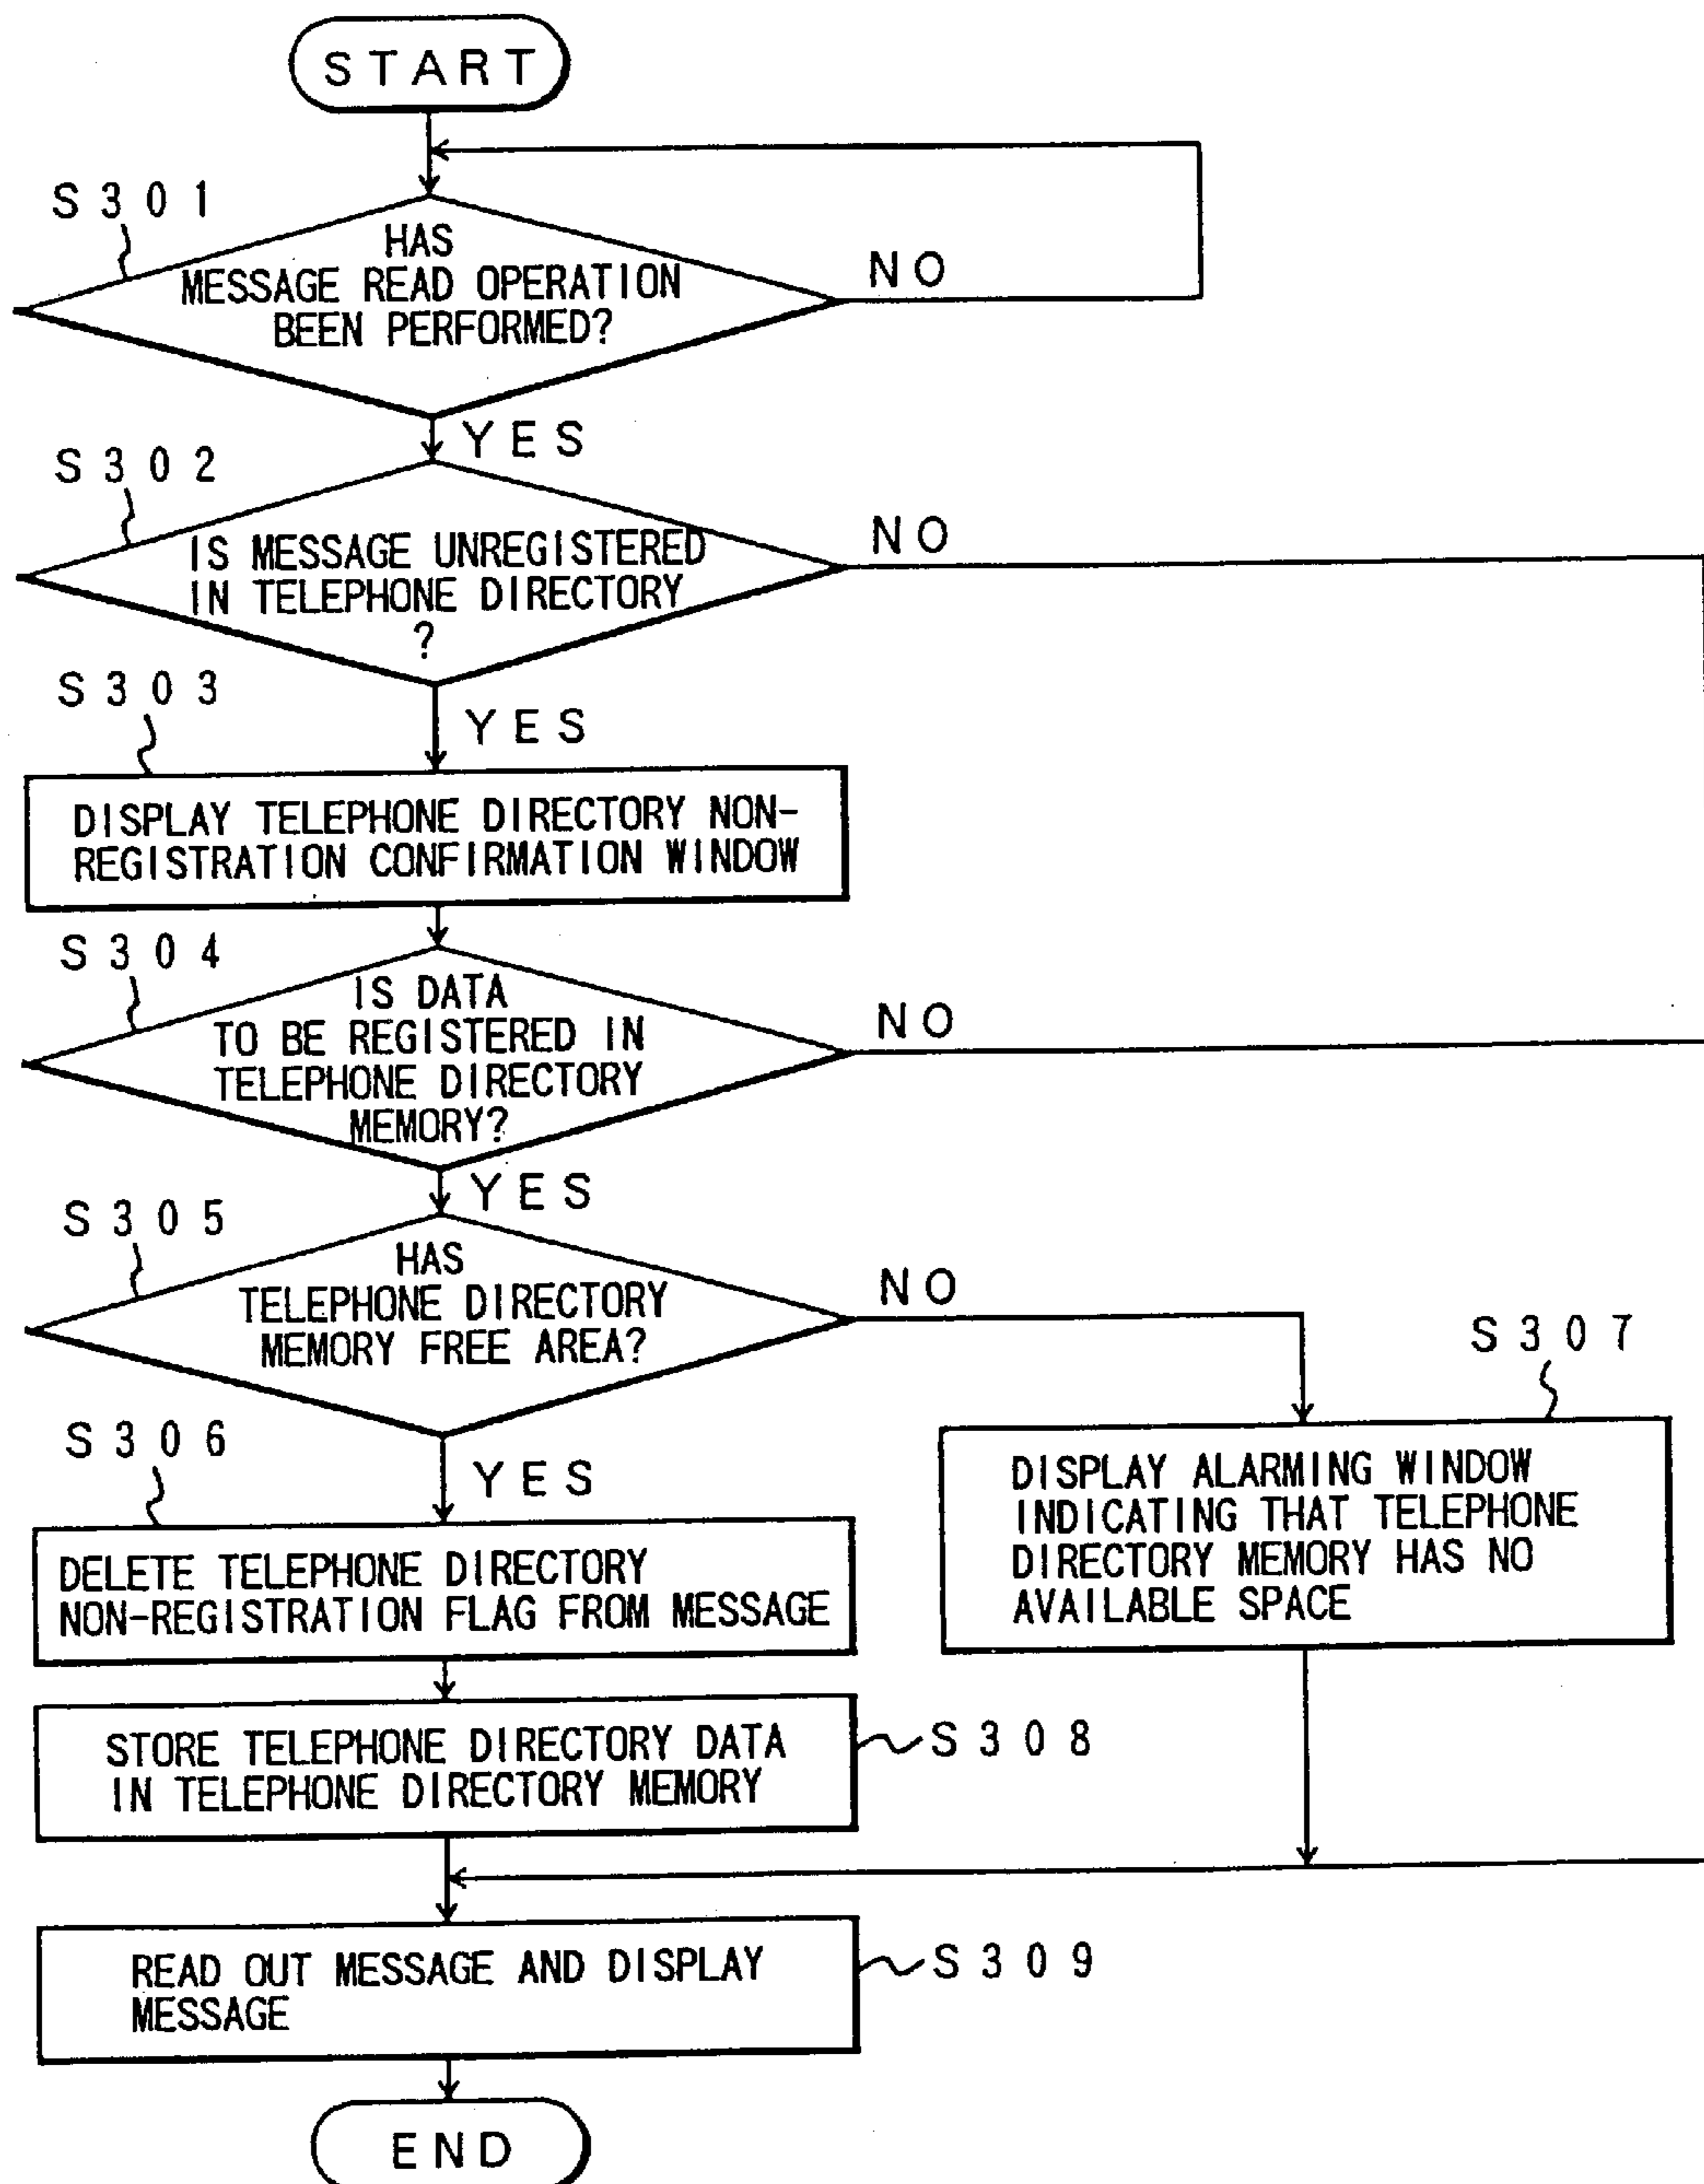 START
S301
HAS
MESSAGE READ OPERATION
BEEN PERFORMED?
NO
YES
S302
IS MESSAGE UNREGISTERED
IN TELEPHONE DIRECTORY
?
NO
YES
S303
DISPLAY TELEPHONE DIRECTORY NON-
REGISTRATION CONFIRMATION WINDOW
S304
IS DATA
TO BE REGISTERED IN
TELEPHONE DIRECTORY
MEMORY?
NO
YES
S305
HAS
TELEPHONE DIRECTORY
MEMORY FREE AREA?
NO
YES
S306
DELETE TELEPHONE DIRECTORY
NON-REGISTRATION FLAG FROM MESSAGE
S307
DISPLAY ALARMING WINDOW
INDICATING THAT TELEPHONE
DIRECTORY MEMORY HAS NO
AVAILABLE SPACE
STORE TELEPHONE DIRECTORY DATA
IN TELEPHONE DIRECTORY MEMORY
S308
READ OUT MESSAGE AND DISPLAY
MESSAGE
S309
END